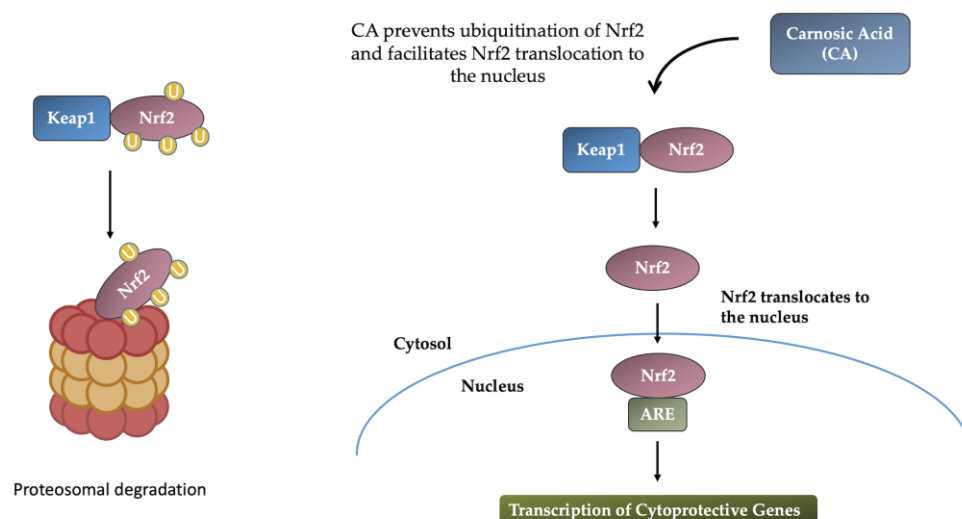 Keap1
Nrf2
U
U
U
U
Nrf2
U
U
U
U
Proteosomal degradation
CA prevents ubiquitination of Nrf2
and facilitates Nrf2 translocation to
the nucleus
Carnosic Acid
(CA)
Keap1
Nrf2
Nrf2
Nrf2 translocates to
the nucleus
Cytosol
Nucleus
Nrf2
ARE
Transcription of Cytoprotective Genes